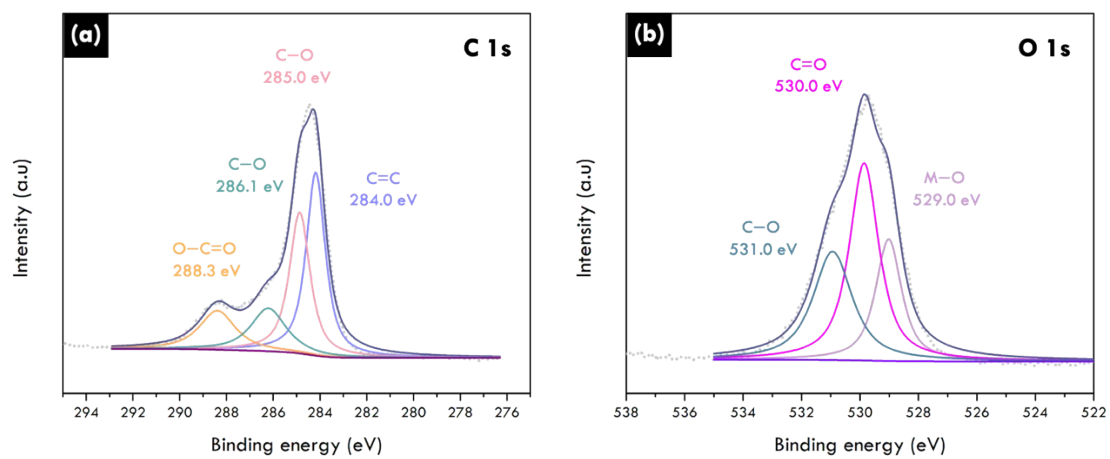 (a)
C 1s
C—O
285.0 eV
C—O
286.1 eV
C=C
284.0 eV
O—C=O
288.3 eV
Intensity (a.u)
294 292 290 288 286 284 282 280 278 276
Binding energy (eV)
(b)
O 1s
C=O
530.0 eV
M—O
529.0 eV
C—O
531.0 eV
Intensity (a.u)
538 536 534 532 530 528 526 524 522
Binding energy (eV)